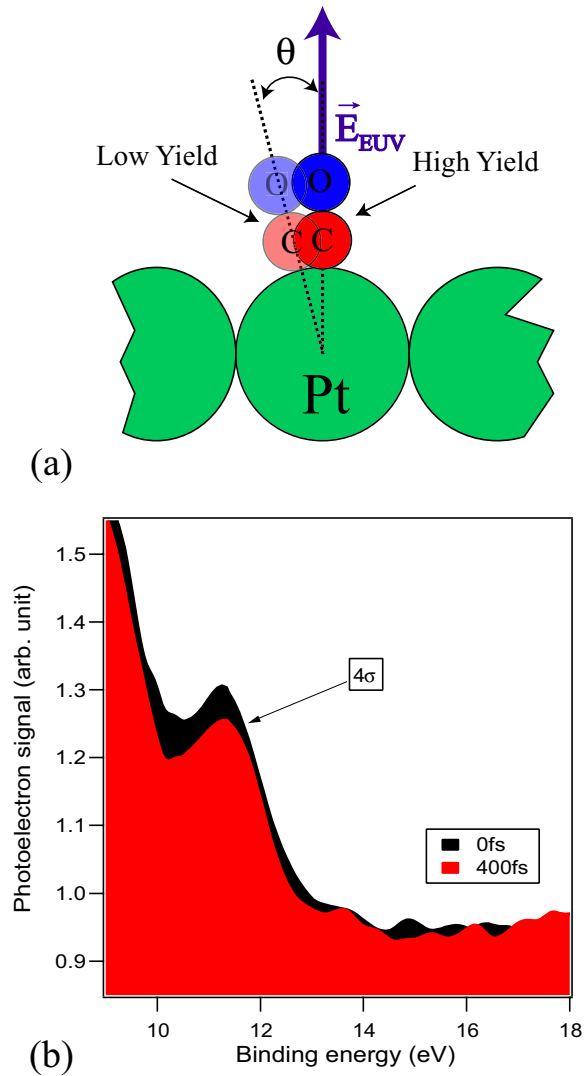 θ
E EUV
Low Yield
High Yield
O O
C C
Pt
(a)
1.5
1.4
1.3
1.2
1.1
1.0
0.9
Photoelectron signal (arb. unit)
4σ
0fs
400fs
10 12 14 16 18
Binding energy (eV)
(b)